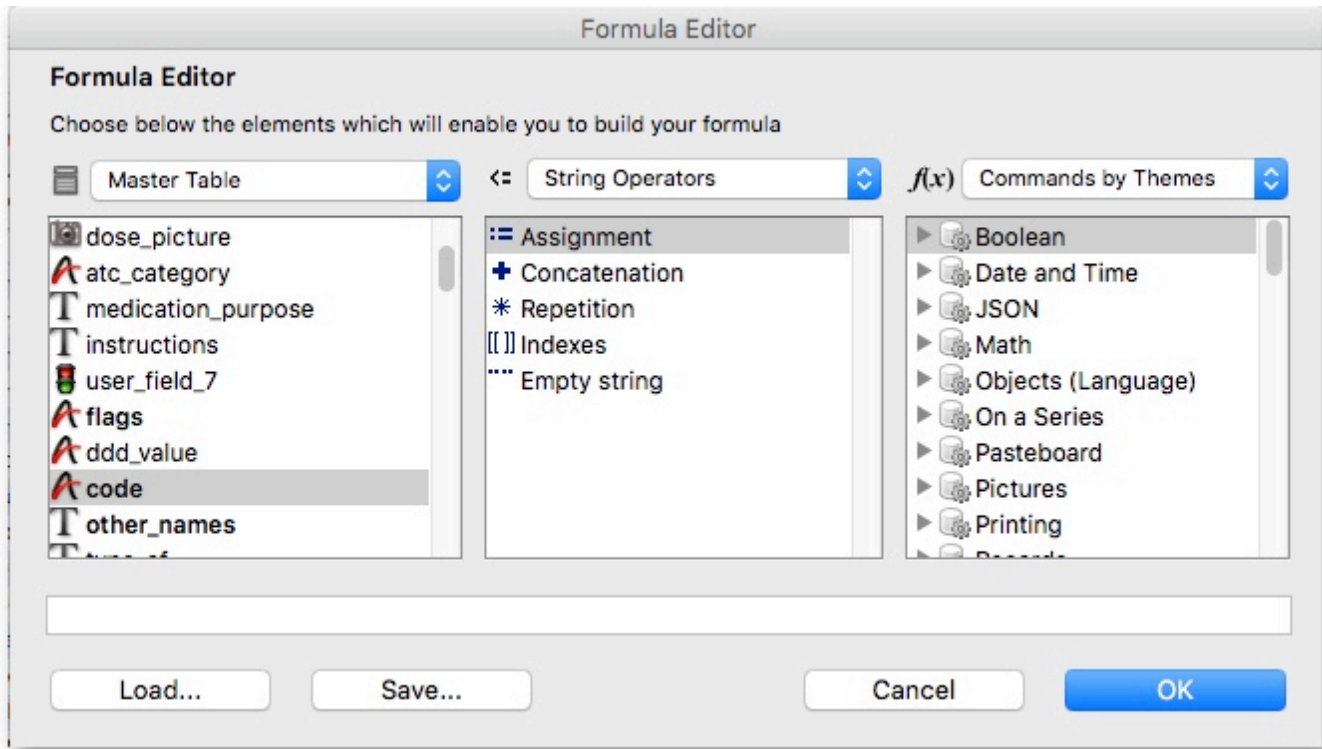 Formula Editor
Formula Editor
Choose below the elements which will enable you to build your formula
Master Table
<= String Operators
f(x) Commands by Themes
dose_picture
atc_category
medication_purpose
instructions
user_field_7
flags
ddd_value
code
other_names
:= Assignment
+ Concatenation
* Repetition
[[ ]] Indexes
"" Empty string
Boolean
Date and Time
JSON
Math
Objects (Language)
On a Series
Pasteboard
Pictures
Printing
Load...
Save...
Cancel
OK